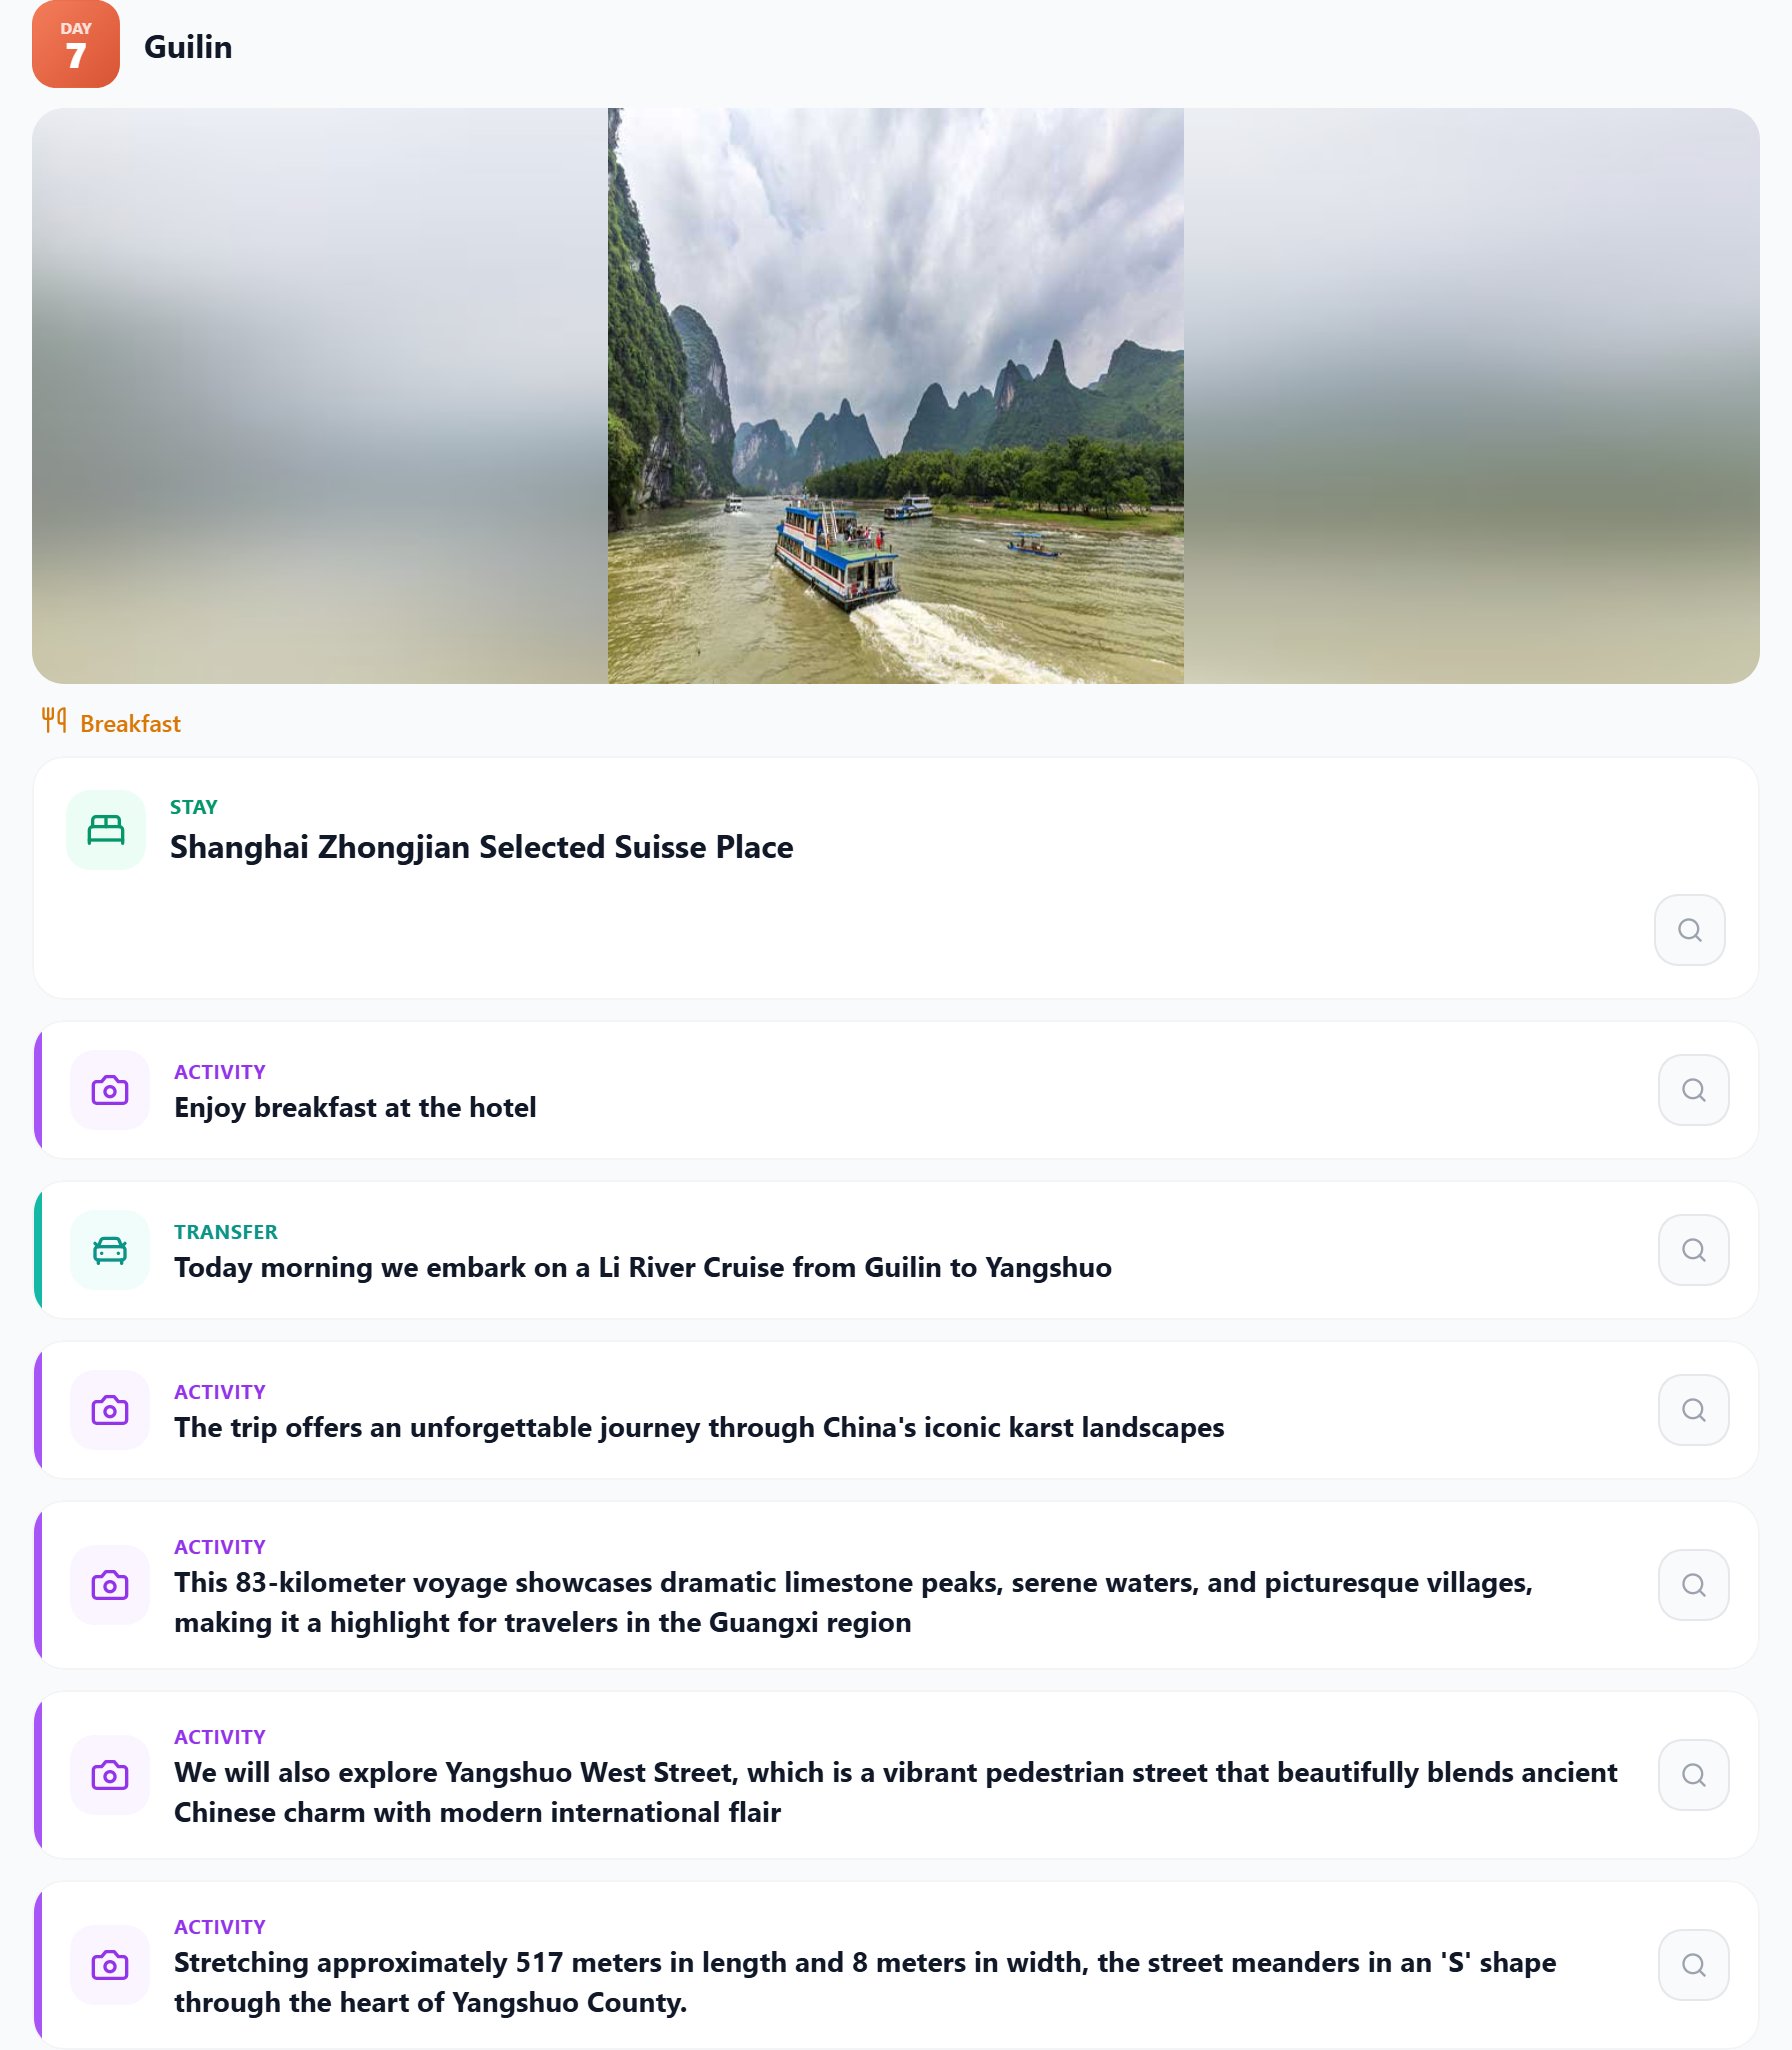 DAY
7
Guilin
Breakfast
STAY
Shanghai Zhongjian Selected Suisse Place
ACTIVITY
Enjoy breakfast at the hotel
TRANSFER
Today morning we embark on a Li River Cruise from Guilin to Yangshuo
ACTIVITY
The trip offers an unforgettable journey through China's iconic karst landscapes
ACTIVITY
This 83-kilometer voyage showcases dramatic limestone peaks, serene waters, and picturesque villages,
making it a highlight for travelers in the Guangxi region
ACTIVITY
We will also explore Yangshuo West Street, which is a vibrant pedestrian street that beautifully blends ancient
Chinese charm with modern international flair
ACTIVITY
Stretching approximately 517 meters in length and 8 meters in width, the street meanders in an 'S' shape
through the heart of Yangshuo County.